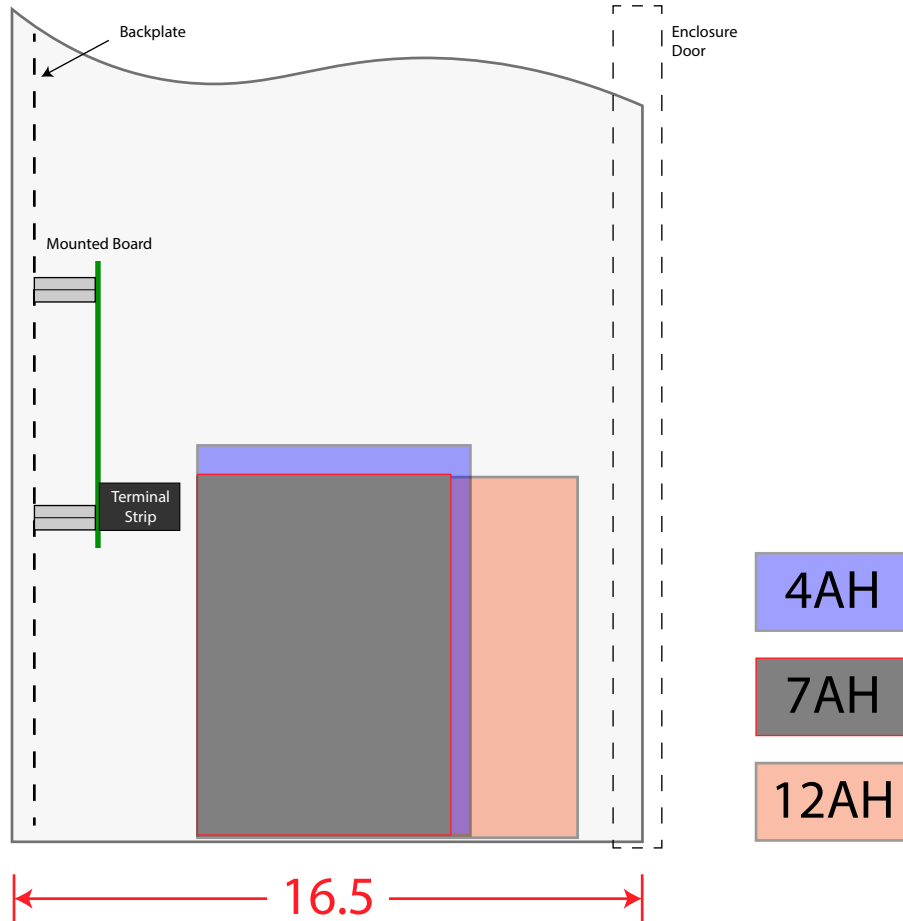 Backplate
Enclosure
Door
Mounted Board
Terminal
Strip
4AH
7AH
12AH
16.5